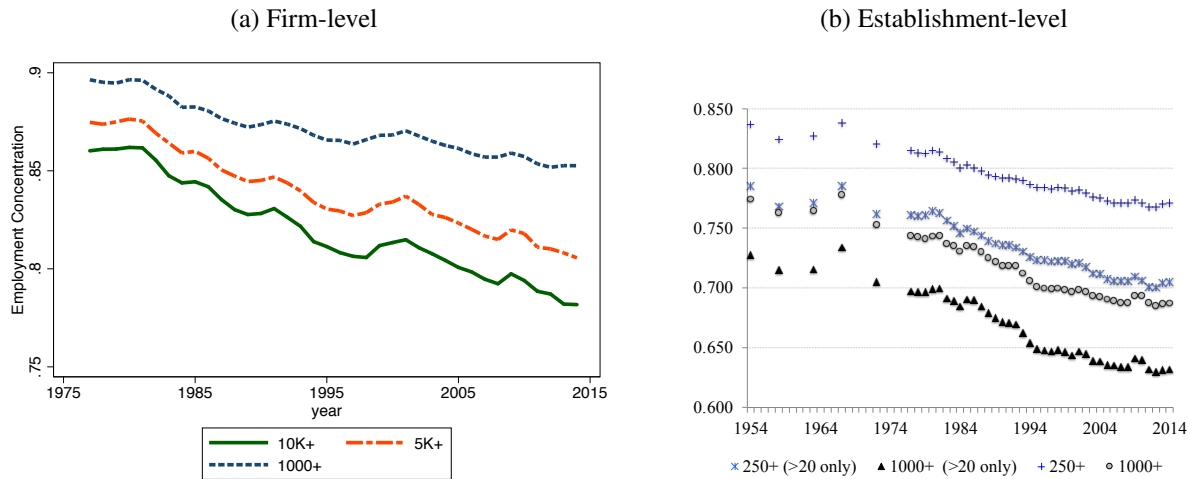 (a) Firm-level
Employment Concentration
.9
.85
.8
.75
1975 1985 1995 2005 2015
year
10K+ 5K+
1000+
(b) Establishment-level
0.850
0.800
0.750
0.700
0.650
0.600
1954 1964 1974 1984 1994 2004 2014
250+ (>20 only) 1000+ (>20 only) 250+ 1000+